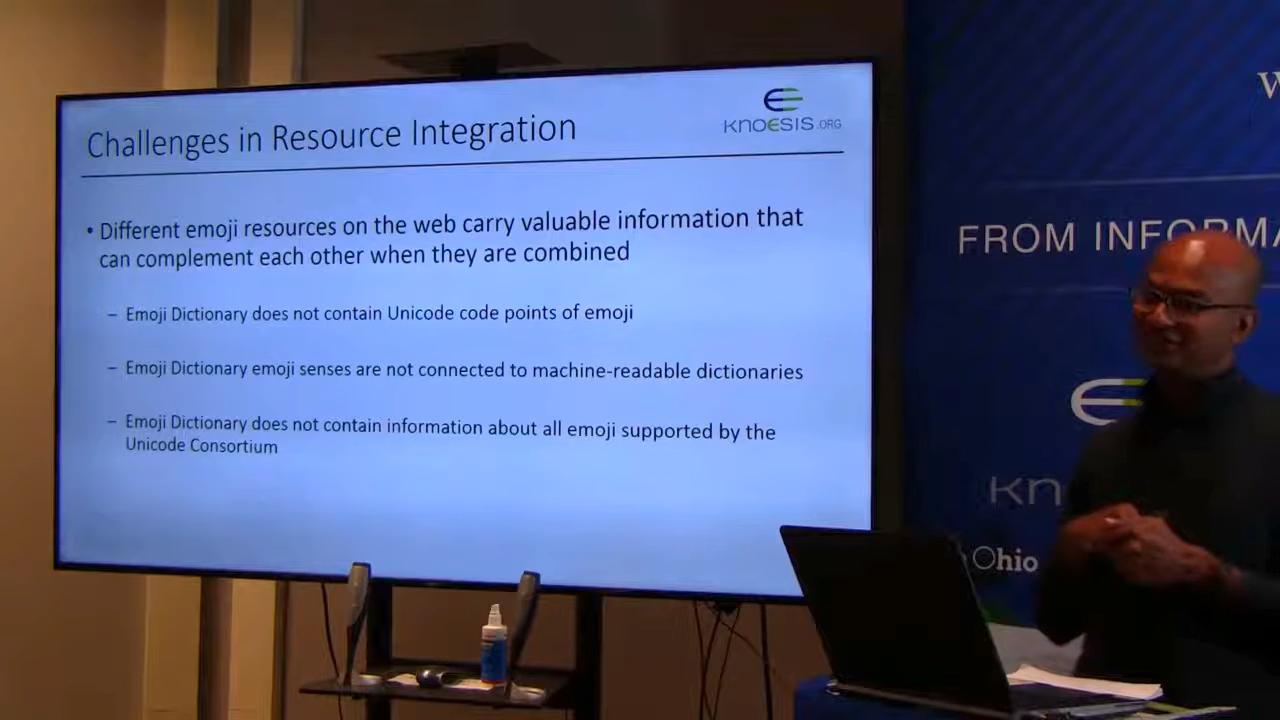 Challenges in Resource Integration
KNOESIS.ORG
• Different emoji resources on the web carry valuable information that
can complement each other when they are combined
– Emoji Dictionary does not contain Unicode code points of emoji
– Emoji Dictionary emoji senses are not connected to machine-readable dictionaries
– Emoji Dictionary does not contain information about all emoji supported by the
Unicode Consortium
W
FROM INFORMA
kn
Ohio